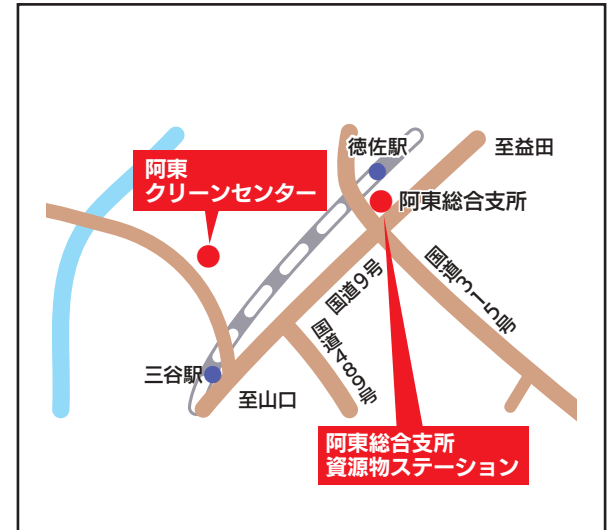 徳佐駅
至益田
阿東
クリーンセンター
阿東総合支所
国道9号
国道315号
国道489号
三谷駅
至山口
阿東総合支所
資源物ステーション